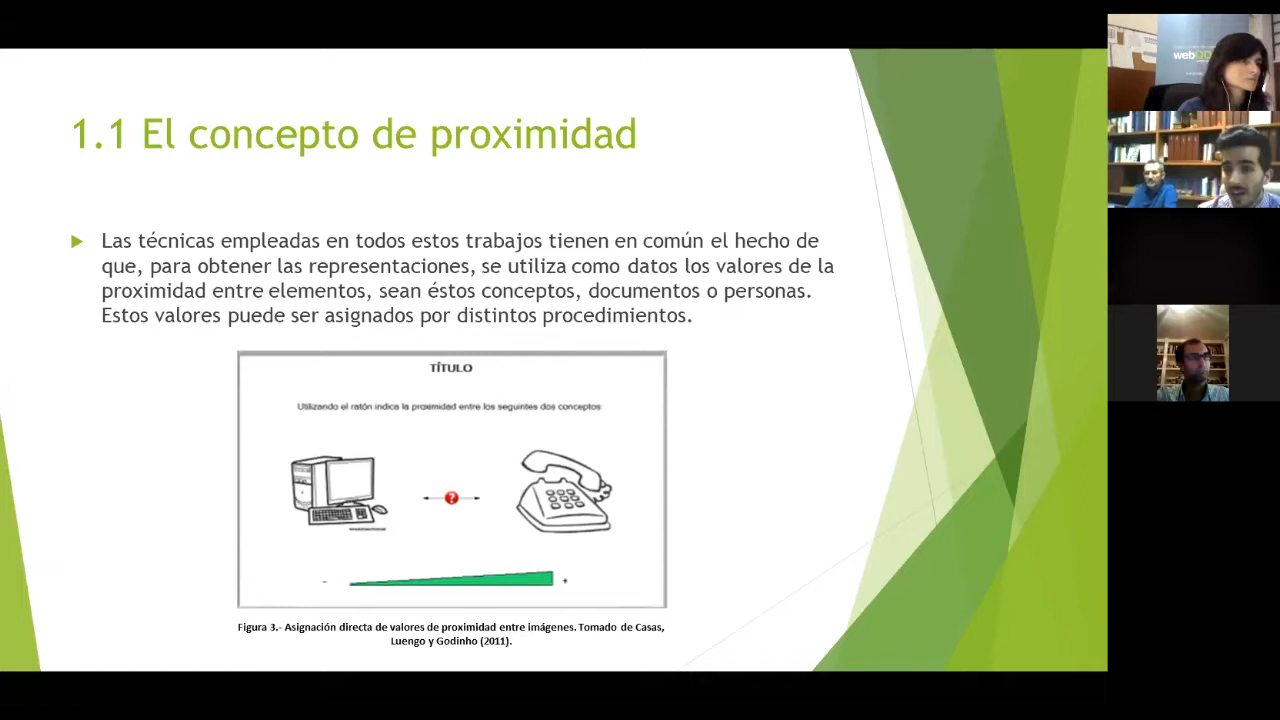 1.1 El concepto de proximidad
Las técnicas empleadas en todos estos trabajos tienen en común el hecho de
que, para obtener las representaciones, se utiliza como datos los valores de la
proximidad entre elementos, sean éstos conceptos, documentos o personas.
Estos valores puede ser asignados por distintos procedimientos.
TÍTULO
Utilizando el ratón indica la proximidad entre los seguintes dos conceptos:
?
- +
Figura 3.- Asignación directa de valores de proximidad entre imágenes. Tomado de Casas,
Luengo y Godinho (2011).
web